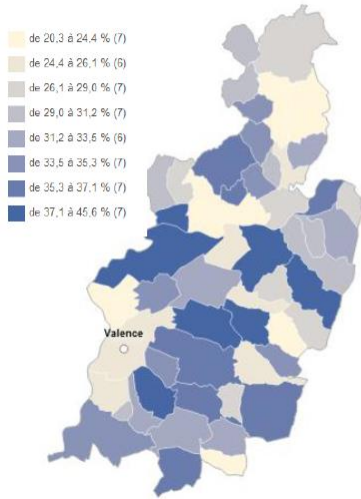 de 20,3 à 24,4 % (7)
de 24,4 à 26,1 % (6)
de 26,1 à 29,0 % (7)
de 29,0 à 31,2 % (7)
de 31,2 à 33,5 % (6)
de 33,5 à 35,3 % (7)
de 35,3 à 37,1 % (7)
de 37,1 à 45,6 % (7)
Valence